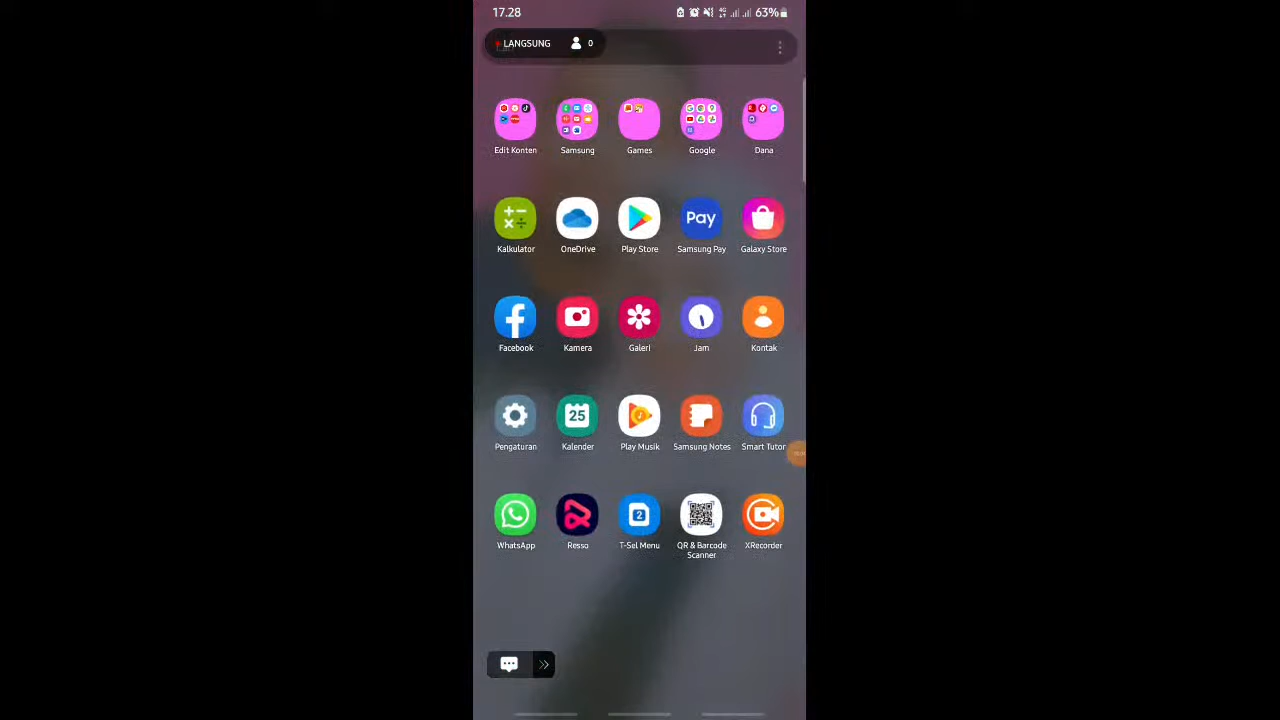 17.28
4G
63%
LANGSUNG
0
Edit Konten
Samsung
Games
Google
Dana
Pay
Kalkulator
OneDrive
Play Store
Samsung Pay
Galaxy Store
Facebook
Kamera
Galeri
Jam
Kontak
25
Pengaturan
Kalender
Play Musik
Samsung Notes
Smart Tutor
2
WhatsApp
Resso
T-Sel Menu
QR & Barcode
Scanner
XRecorder